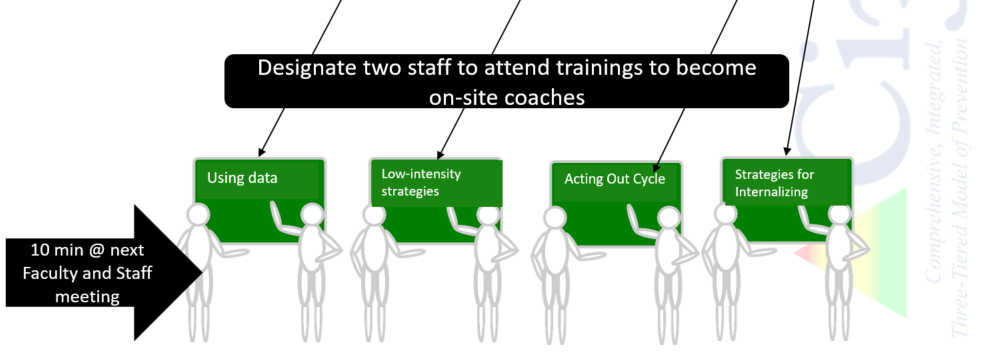 Designate two staff to attend trainings to become
on-site coaches
Using data
Low-intensity
strategies
Acting Out Cycle
Strategies for
Internalizing
10 min @ next
Faculty and Staff
meeting
Ci3
Comprehensive, Integrated,
Three-Tiered Model of Prevention